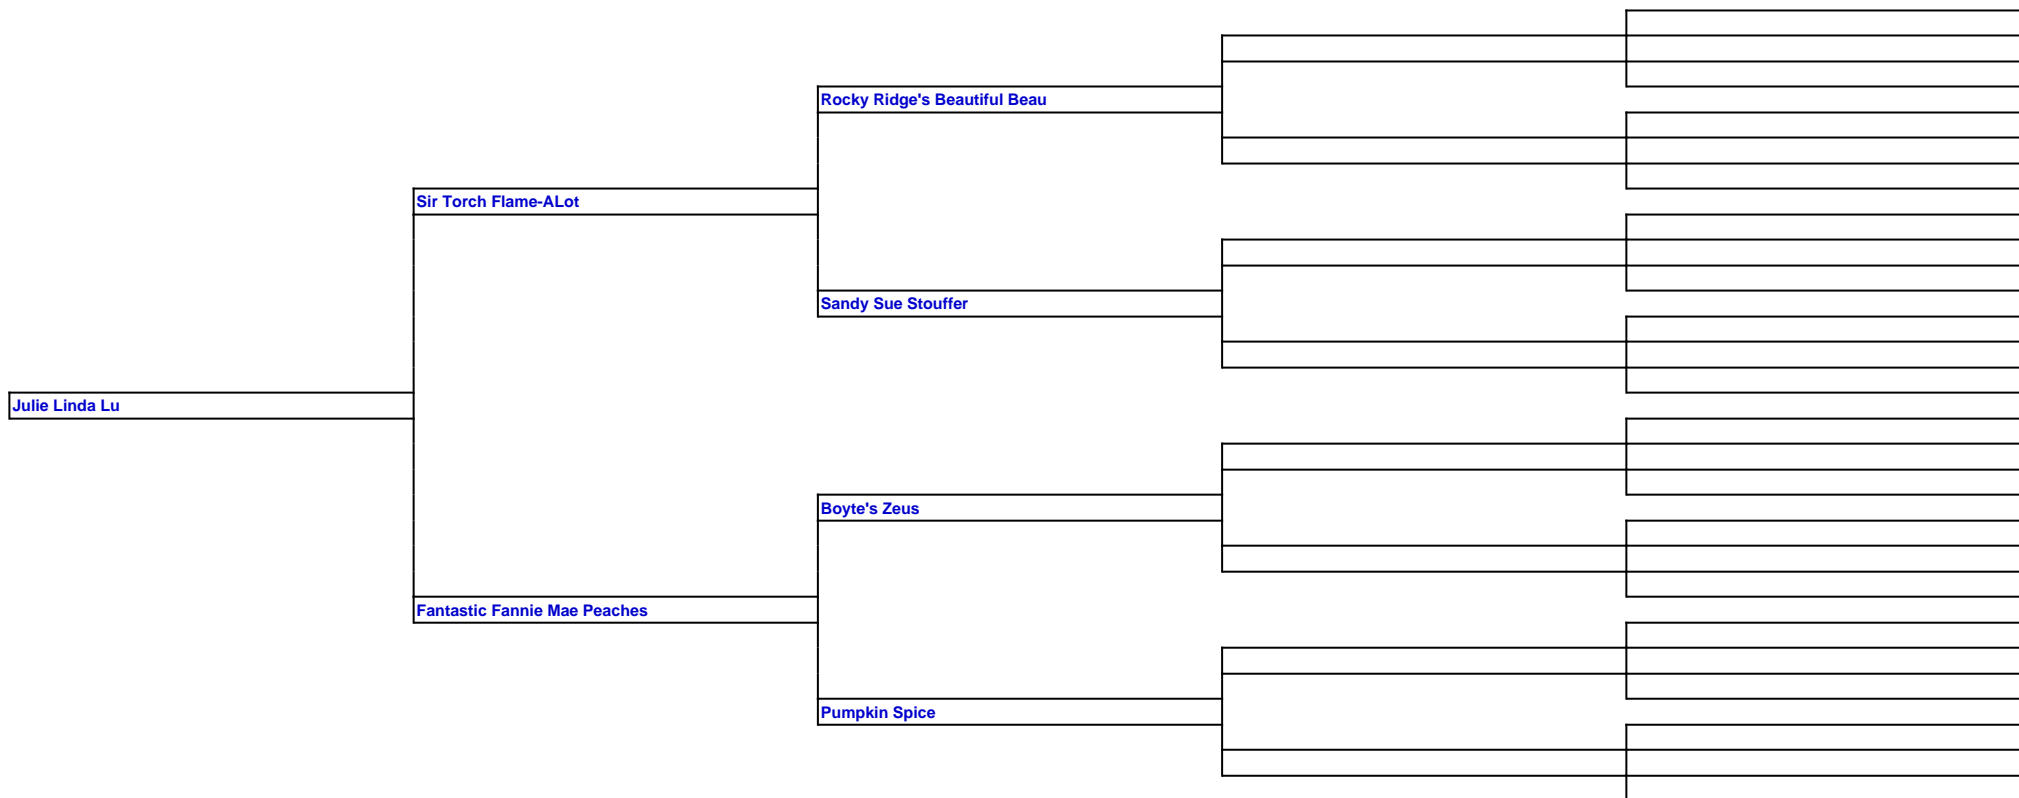 Rocky Ridge's Beautiful Beau
Sir Torch Flame-ALot
Sandy Sue Stouffer
Julie Linda Lu
Boyte's Zeus
Fantastic Fannie Mae Peaches
Pumpkin Spice